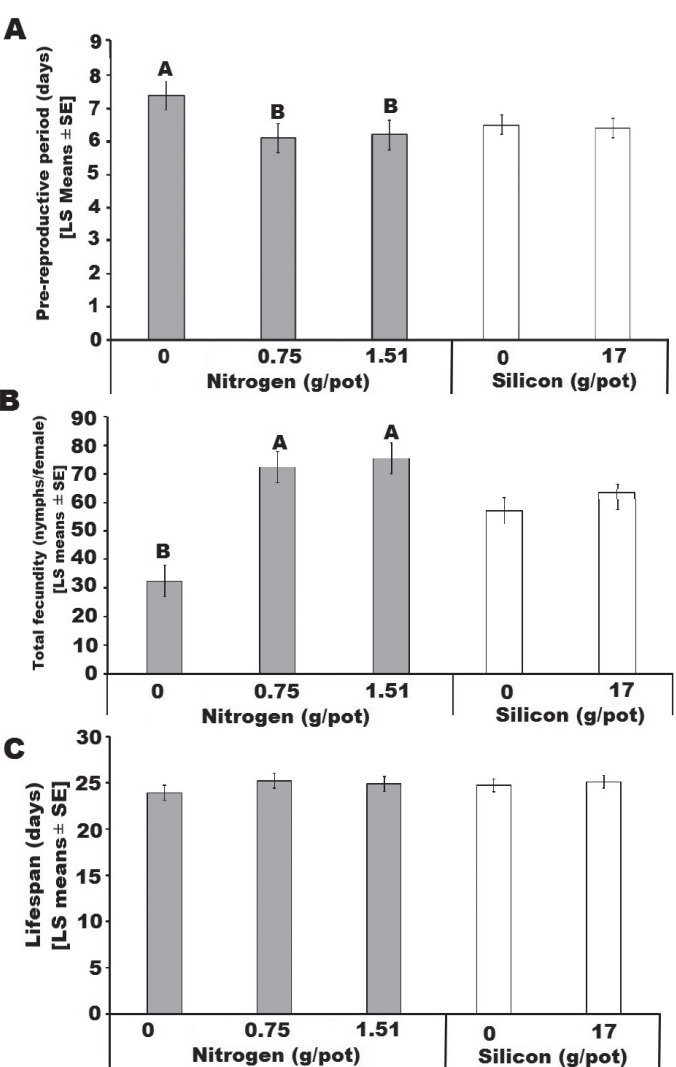 A
Pre-reproductive period (days)
[LS Means ± SE]
9
8
7
6
5
4
3
2
1
0
A
B
B
0 0.75 1.51 0 17
Nitrogen (g/pot) Silicon (g/pot)
B
Total fecundity (nymphs/female)
[LS means ± SE]
90
80
70
60
50
40
30
20
10
0
B
A
A
0 0.75 1.51 0 17
Nitrogen (g/pot) Silicon (g/pot)
C
Lifespan (days)
[LS means± SE]
30
25
20
15
10
5
0
0 0.75 1.51 0 17
Nitrogen (g/pot) Silicon (g/pot)